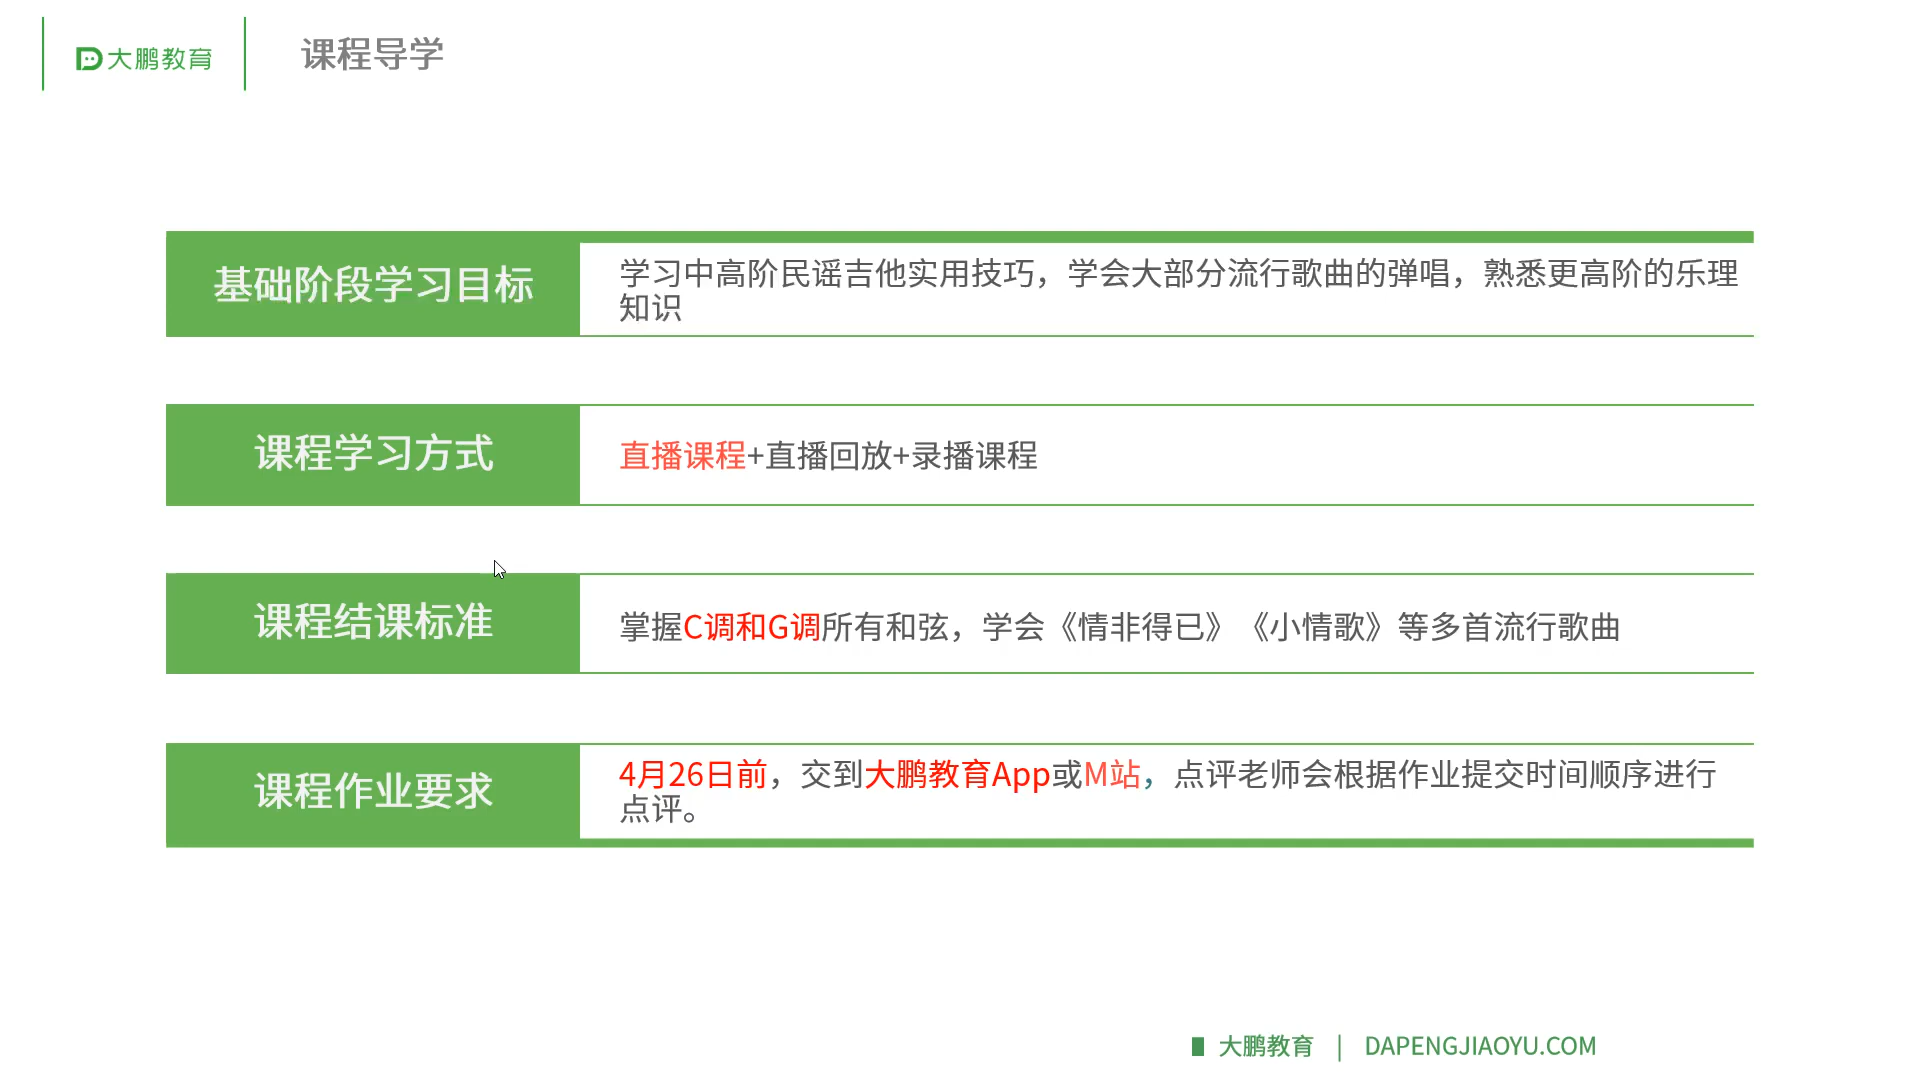 大鹏教育
课程导学
基础阶段学习目标
学习中高阶民谣吉他实用技巧，学会大部分流行歌曲的弹唱，熟悉更高阶的乐理
知识
课程学习方式
直播课程+直播回放+录播课程
课程结课标准
掌握C调和G调所有和弦，学会《情非得已》《小情歌》等多首流行歌曲
课程作业要求
4月26日前，交到大鹏教育App或M站，点评老师会根据作业提交时间顺序进行
点评。
大鹏教育 | DAPENGJIAOYU.COM